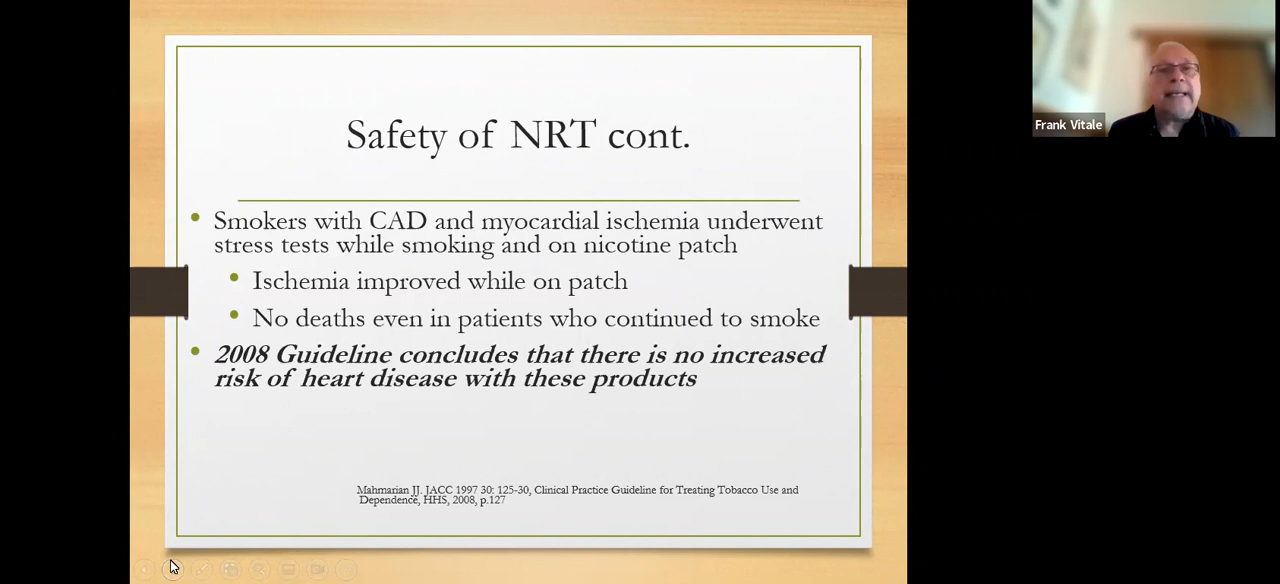 Safety of NRT cont.
Smokers with CAD and myocardial ischemia underwent
stress tests while smoking and on nicotine patch
Ischemia improved while on patch
No deaths even in patients who continued to smoke
2008 Guideline concludes that there is no increased
risk of heart disease with these products
Mahmarian JJ. JACC 1997 30: 125-30, Clinical Practice Guideline for Treating Tobacco Use and
Dependence, HHS, 2008, p.127
Frank Vitale